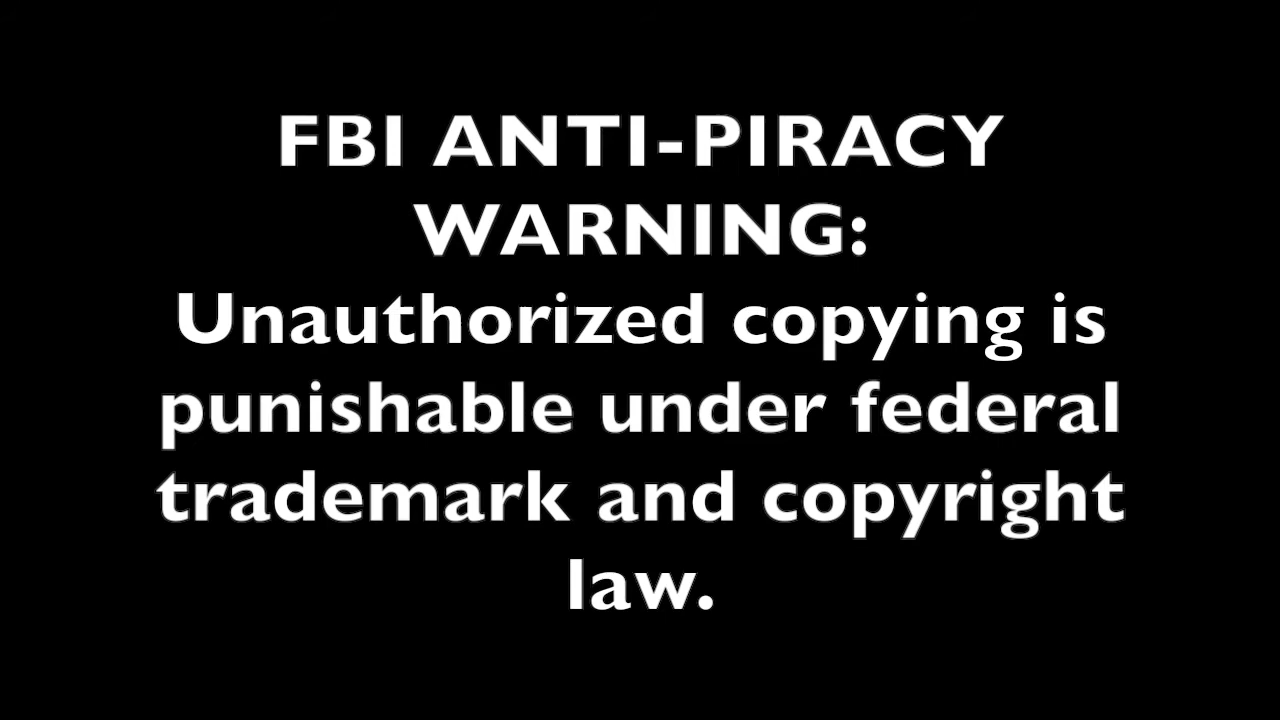 FBI ANTI-PIRACY
WARNING:
Unauthorized copying is
punishable under federal
trademark and copyright
law.